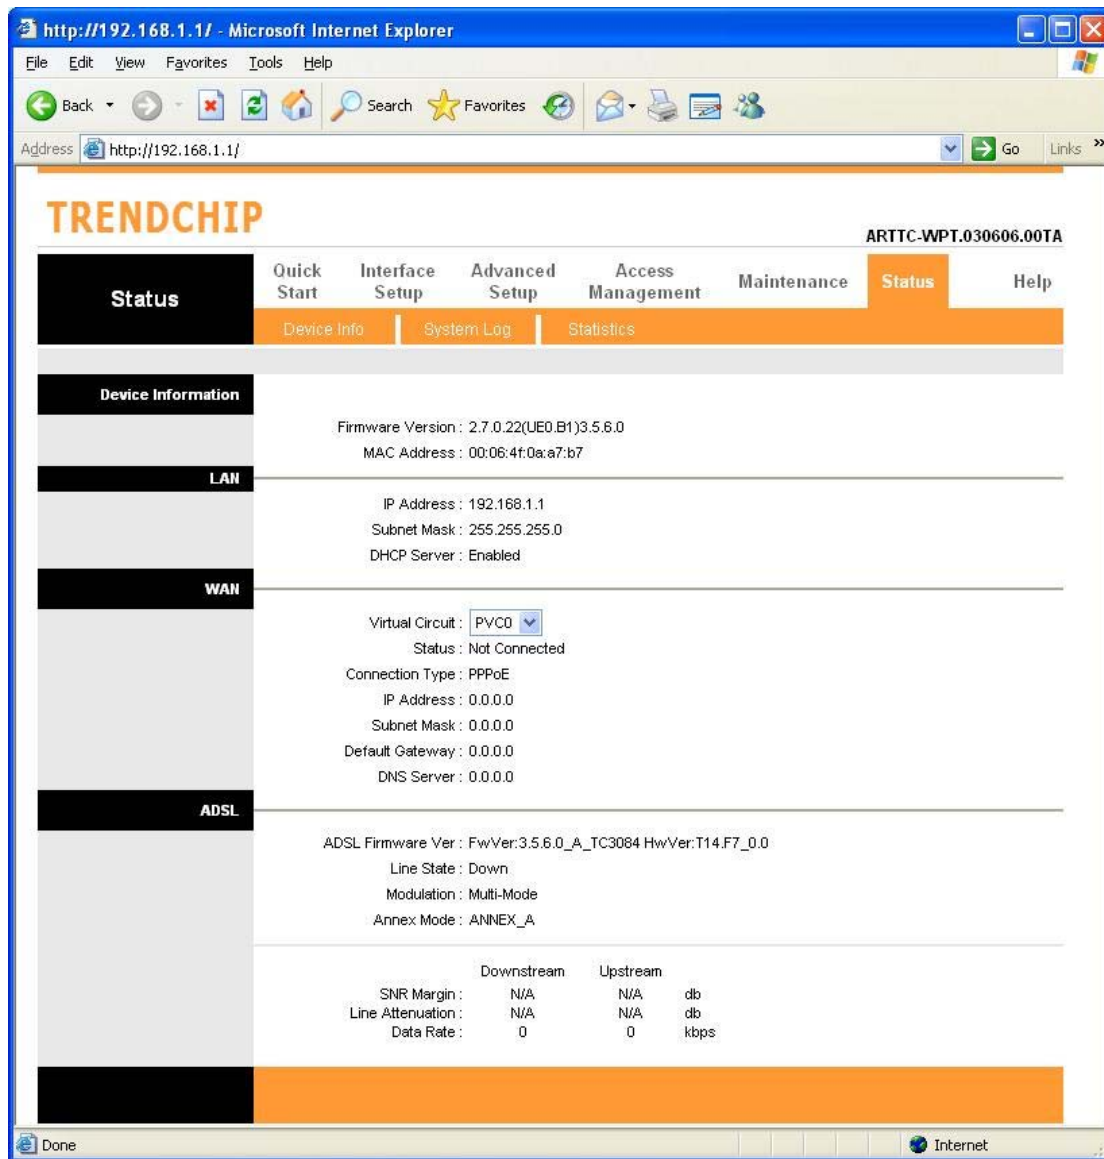 http://192.168.1.1/ - Microsoft Internet Explorer
File Edit View Favorites Tools Help
Back Search Favorites
Address http://192.168.1.1/ Go Links »
TRENDCHIP
ARTTC-WPT.030606.00TA
Status
Quick Start Interface Setup Advanced Setup Access Management Maintenance Status Help
Device Info System Log Statistics
Device Information
Firmware Version : 2.7.0.22(UE0.B1)3.5.6.0
MAC Address : 00:06:4f:0a:a7:b7
LAN
IP Address : 192.168.1.1
Subnet Mask : 255.255.255.0
DHCP Server : Enabled
WAN
Virtual Circuit : PVC0
Status : Not Connected
Connection Type : PPPoE
IP Address : 0.0.0.0
Subnet Mask : 0.0.0.0
Default Gateway : 0.0.0.0
DNS Server : 0.0.0.0
ADSL
ADSL Firmware Ver : FwVer:3.5.6.0_A_TC3084 HwVer:T14.F7_0.0
Line State : Down
Modulation : Multi-Mode
Annex Mode : ANNEX_A
Downstream Upstream
SNR Margin : N/A N/A db
Line Attenuation : N/A N/A db
Data Rate : 0 0 kbps
Done Internet